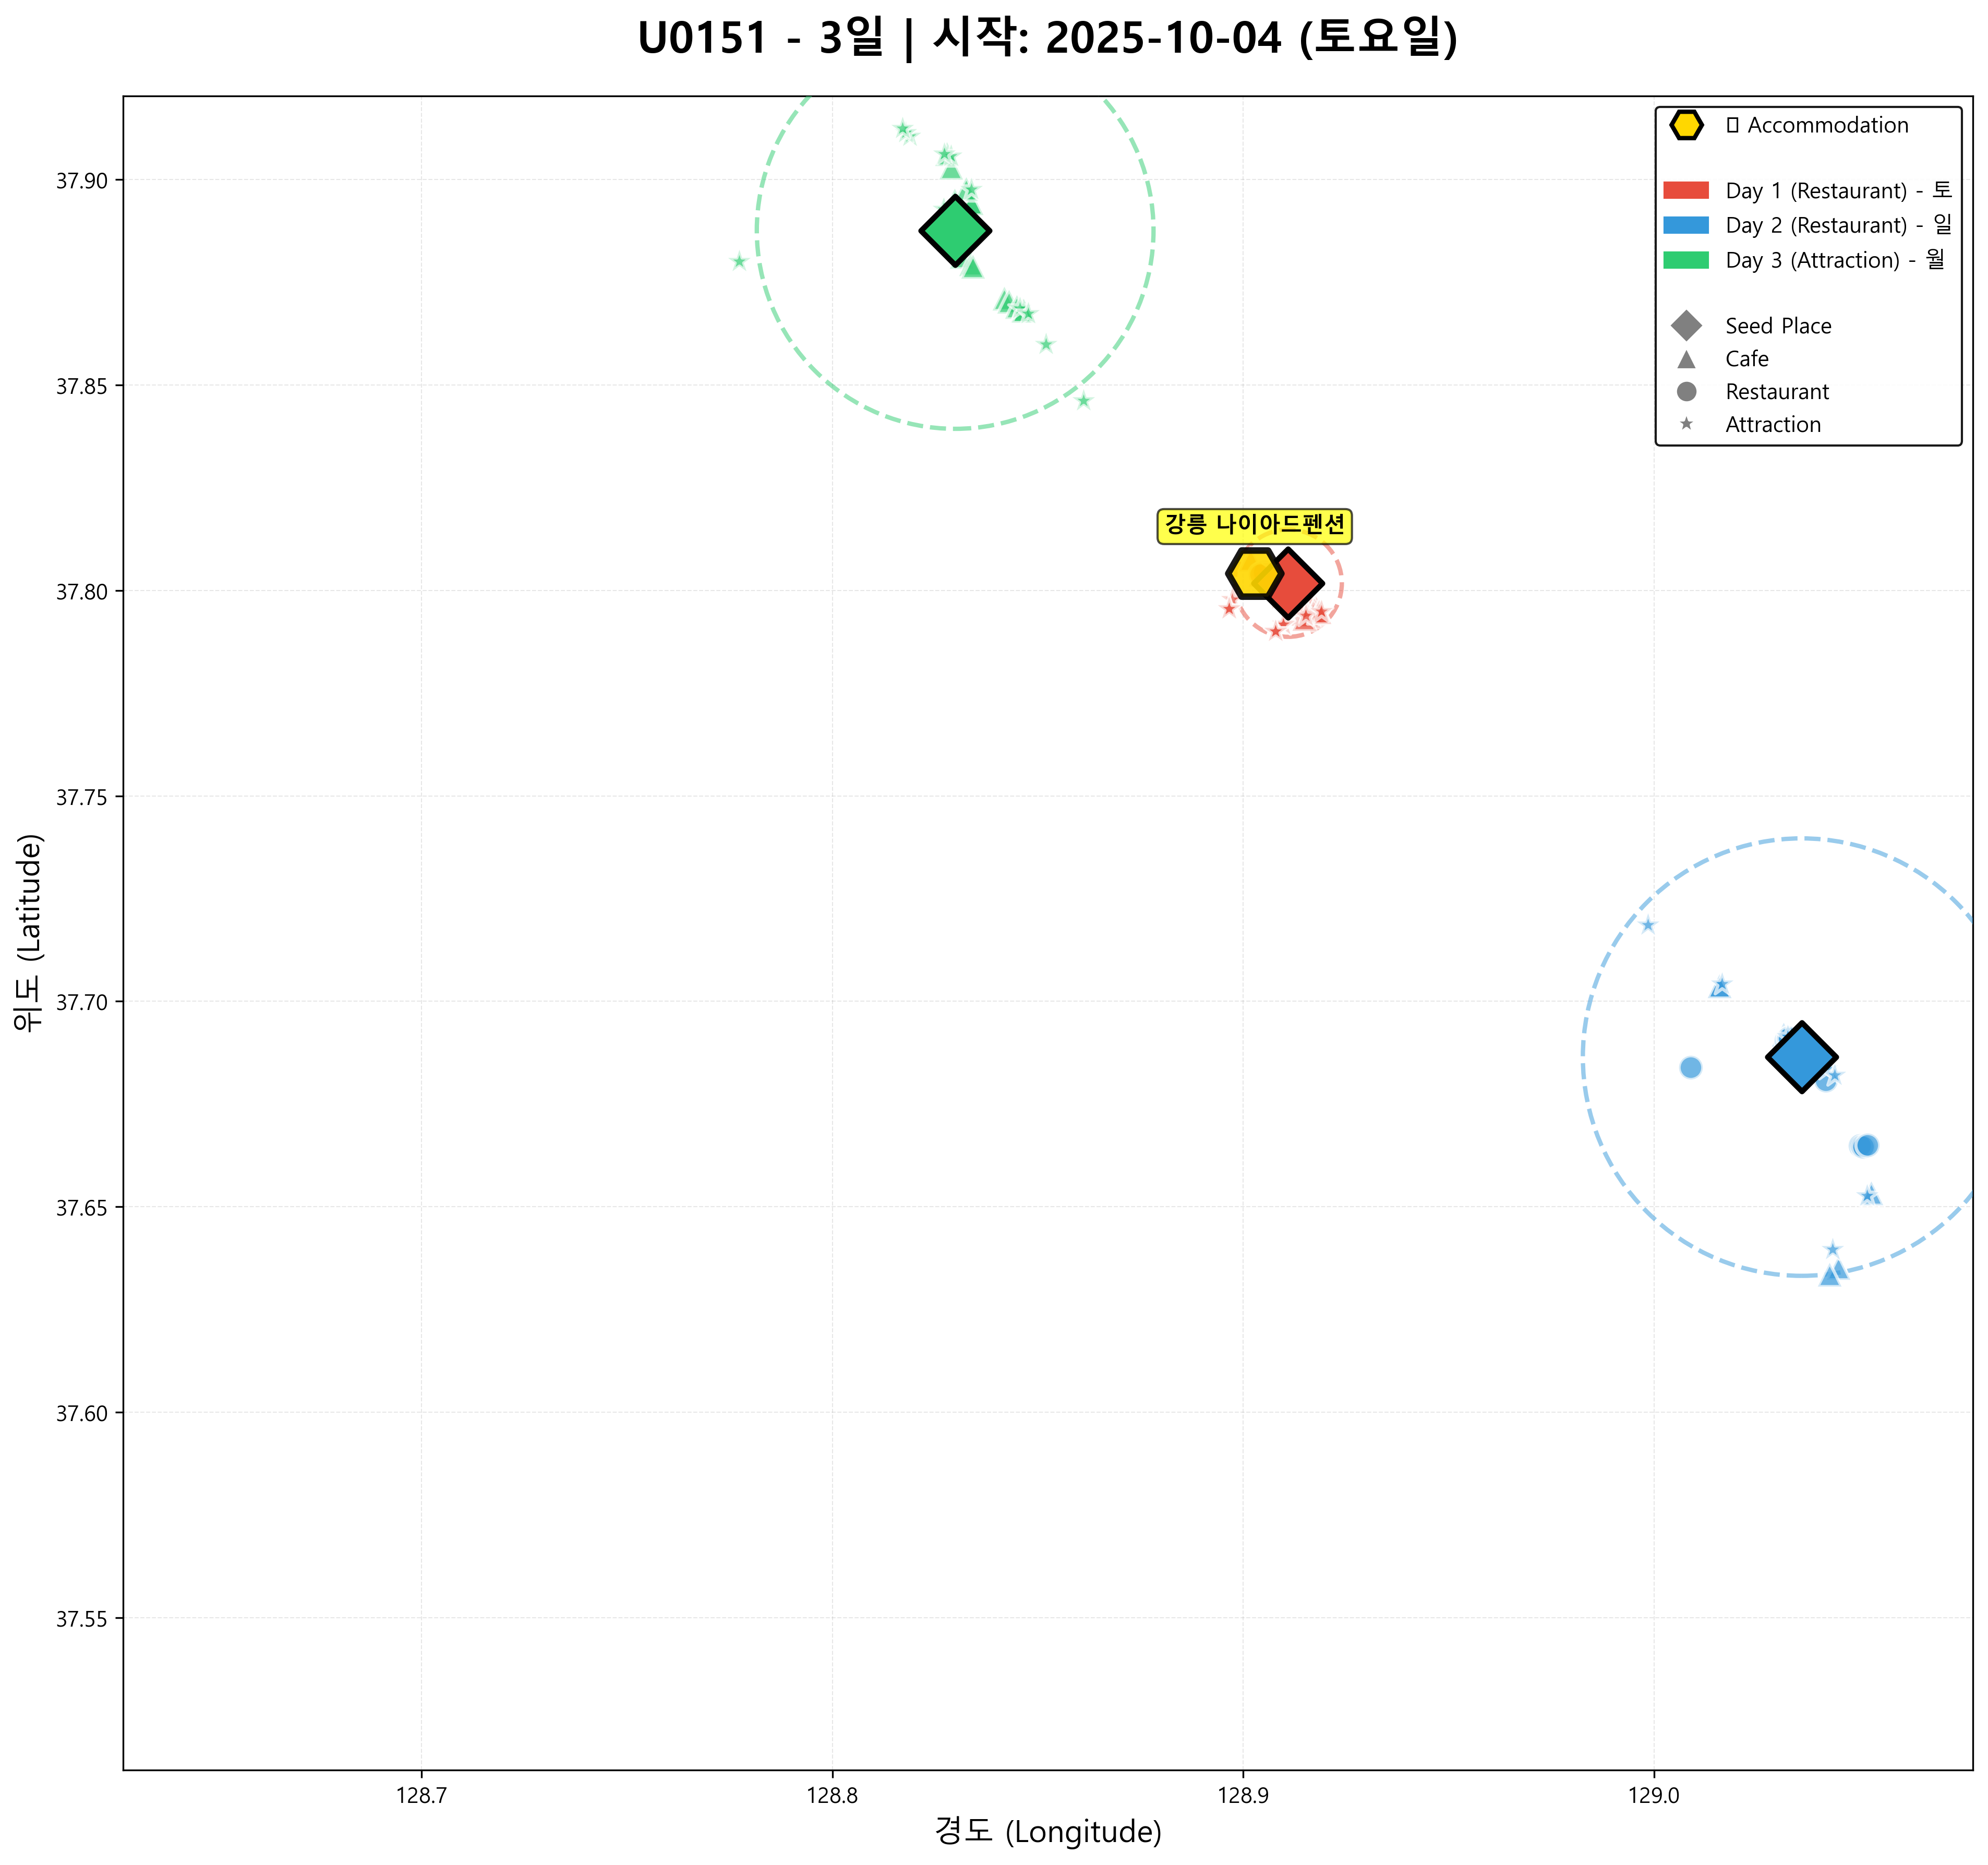 U0151 - 3일 | 시작: 2025-10-04 (토요일)
Accommodation
Day 1 (Restaurant) - 토
Day 2 (Restaurant) - 일
Day 3 (Attraction) - 월
Seed Place
Cafe
Restaurant
Attraction
강릉 나이아드펜션
위도 (Latitude)
37.90
37.85
37.80
37.75
37.70
37.65
37.60
37.55
128.7
128.8
128.9
129.0
경도 (Longitude)